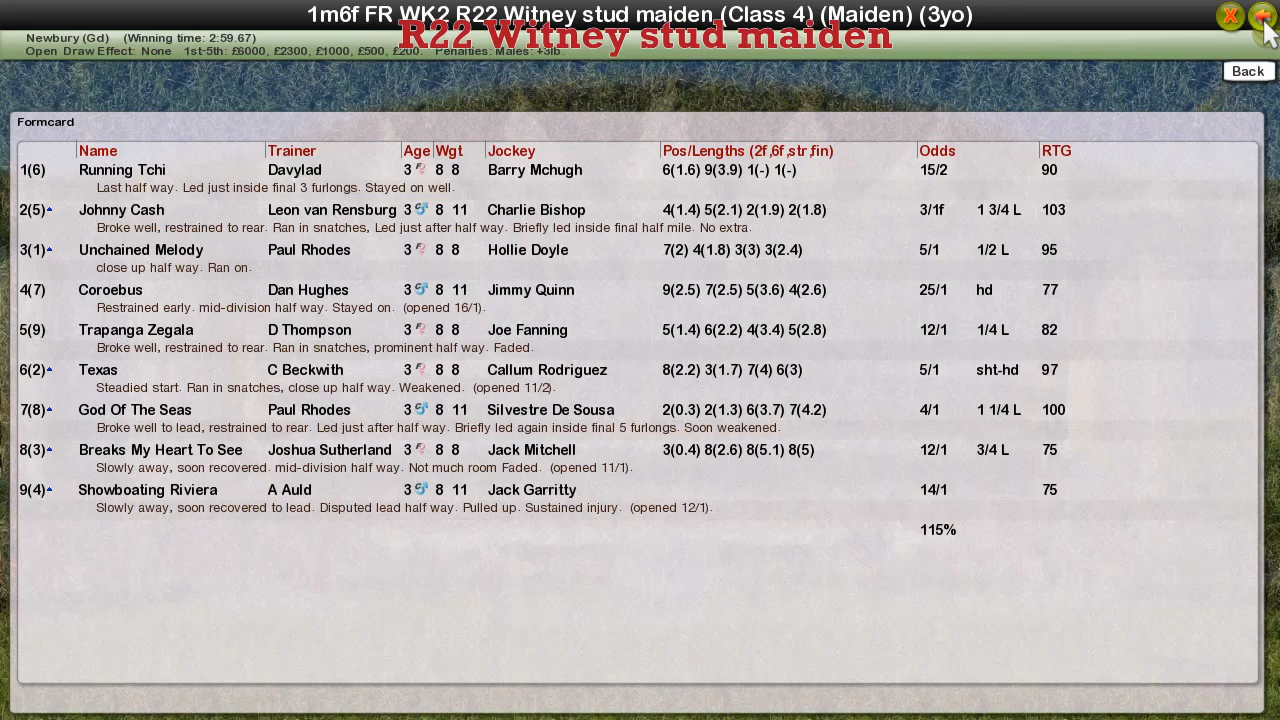 1m6f FR WK2 R22 Witney stud maiden (Class 4) (Maiden) (3yo)
R22 Witney stud maiden
Newbury (Gd) (Winning time: 2:59.67)
Open Draw Effect: None 1st-5th: £6000, £2300, £1000, £500, £200. Penalties: Males: +3lb.
Back
Formcard
Name Trainer Age Wgt Jockey Pos/Lengths (2f,6f,str,fin) Odds RTG
1(6) Running Tchi Davylad 3 8 8 Barry Mchugh 6(1.6) 9(3.9) 1(-) 1(-) 15/2 90
Last half way. Led just inside final 3 furlongs. Stayed on well.
2(5) Johnny Cash Leon van Rensburg 3 8 11 Charlie Bishop 4(1.4) 5(2.1) 2(1.9) 2(1.8) 3/1f 1 3/4 L 103
Broke well, restrained to rear. Ran in snatches, Led just after half way. Briefly led inside final half mile. No extra.
3(1) Unchained Melody Paul Rhodes 3 8 8 Hollie Doyle 7(2) 4(1.8) 3(3) 3(2.4) 5/1 1/2 L 95
close up half way. Ran on.
4(7) Coroebus Dan Hughes 3 8 11 Jimmy Quinn 9(2.5) 7(2.5) 5(3.6) 4(2.6) 25/1 hd 77
Restrained early. mid-division half way. Stayed on. (opened 16/1).
5(9) Trapanga Zegala D Thompson 3 8 8 Joe Fanning 5(1.4) 6(2.2) 4(3.4) 5(2.8) 12/1 1/4 L 82
Broke well, restrained to rear. Ran in snatches, prominent half way. Faded.
6(2) Texas C Beckwith 3 8 8 Callum Rodriguez 8(2.2) 3(1.7) 7(4) 6(3) 5/1 sht-hd 97
Steadied start. Ran in snatches, close up half way. Weakened. (opened 11/2).
7(8) God Of The Seas Paul Rhodes 3 8 11 Silvestre De Sousa 2(0.3) 2(1.3) 6(3.7) 7(4.2) 4/1 1 1/4 L 100
Broke well to lead, restrained to rear. Led just after half way. Briefly led again inside final 5 furlongs. Soon weakened.
8(3) Breaks My Heart To See Joshua Sutherland 3 8 8 Jack Mitchell 3(0.4) 8(2.6) 8(5.1) 8(5) 12/1 3/4 L 75
Slowly away, soon recovered. mid-division half way. Not much room Faded. (opened 11/1).
9(4) Showboating Riviera A Auld 3 8 11 Jack Garritty 14/1 75
Slowly away, soon recovered to lead. Disputed lead half way. Pulled up. Sustained injury. (opened 12/1).
115%